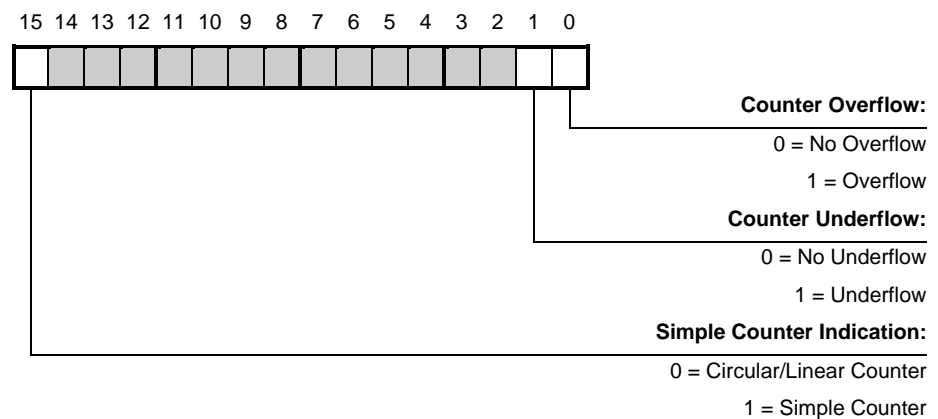 15 14 13 12 11 10 9 8 7 6 5 4 3 2 1 0
Counter Overflow:
0 = No Overflow
1 = Overflow
Counter Underflow:
0 = No Underflow
1 = Underflow
Simple Counter Indication:
0 = Circular/Linear Counter
1 = Simple Counter